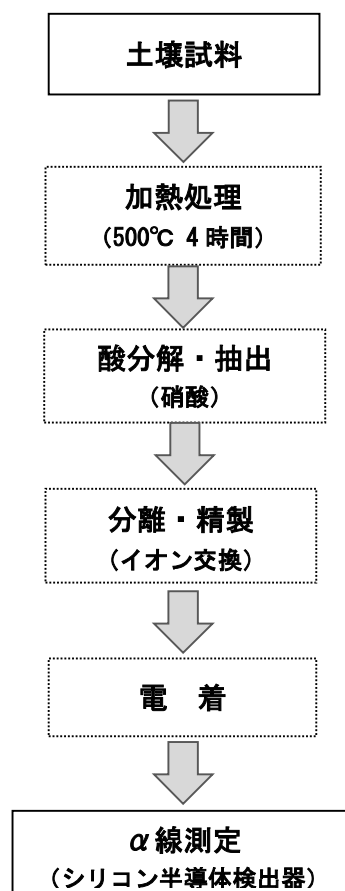 土壌試料
加熱処理
（500℃ 4 時間）
酸分解・抽出
（硝酸）
分離・精製
（イオン交換）
電　着
α線測定
（シリコン半導体検出器）